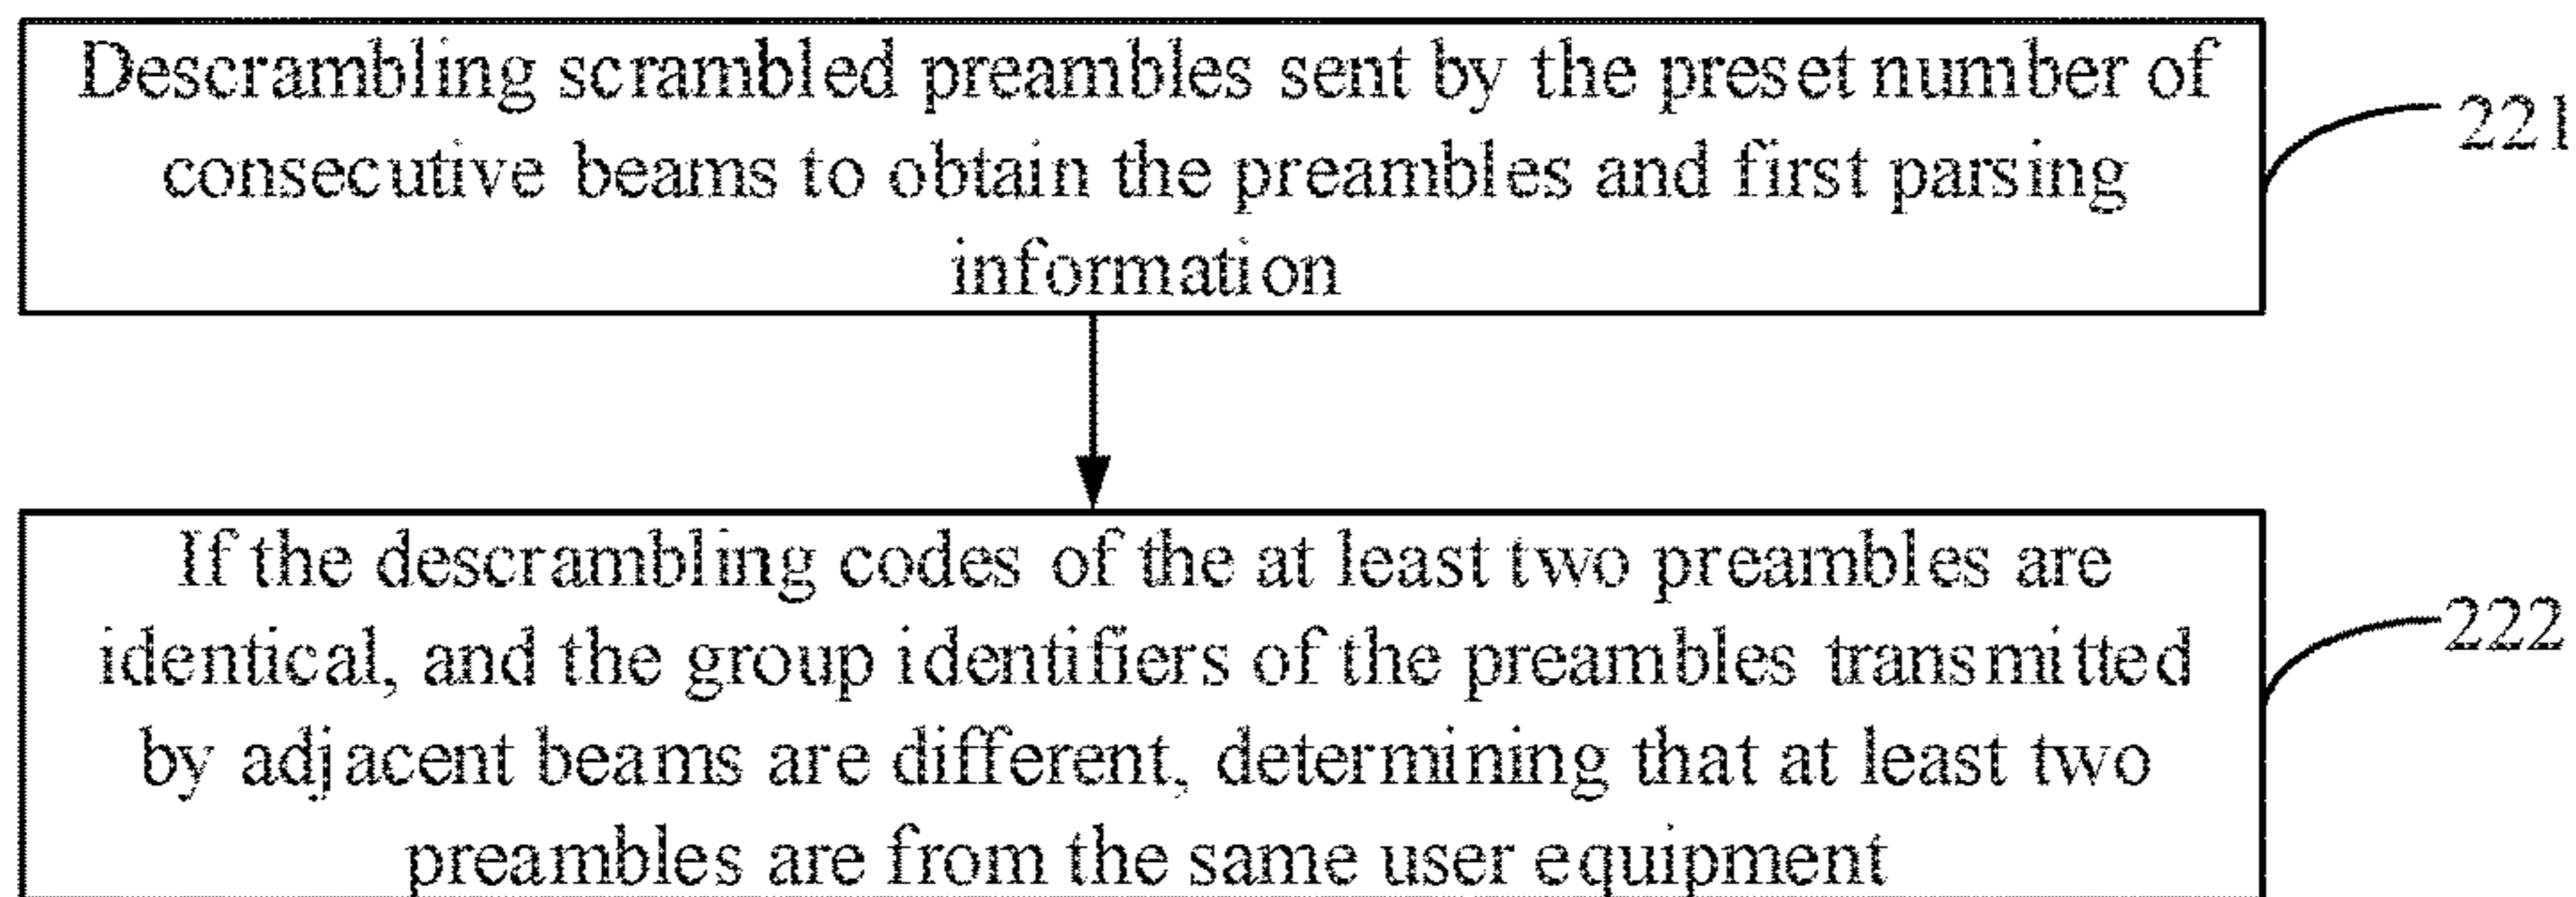 Descrambling scrambled preambles sent by the preset number of
consecutive beams to obtain the preambles and first parsing
information
221
If the descrambling codes of the at least two preambles are
identical, and the group identifiers of the preambles transmitted
by adjacent beams are different, determining that at least two
preambles are from the same user equipment
222